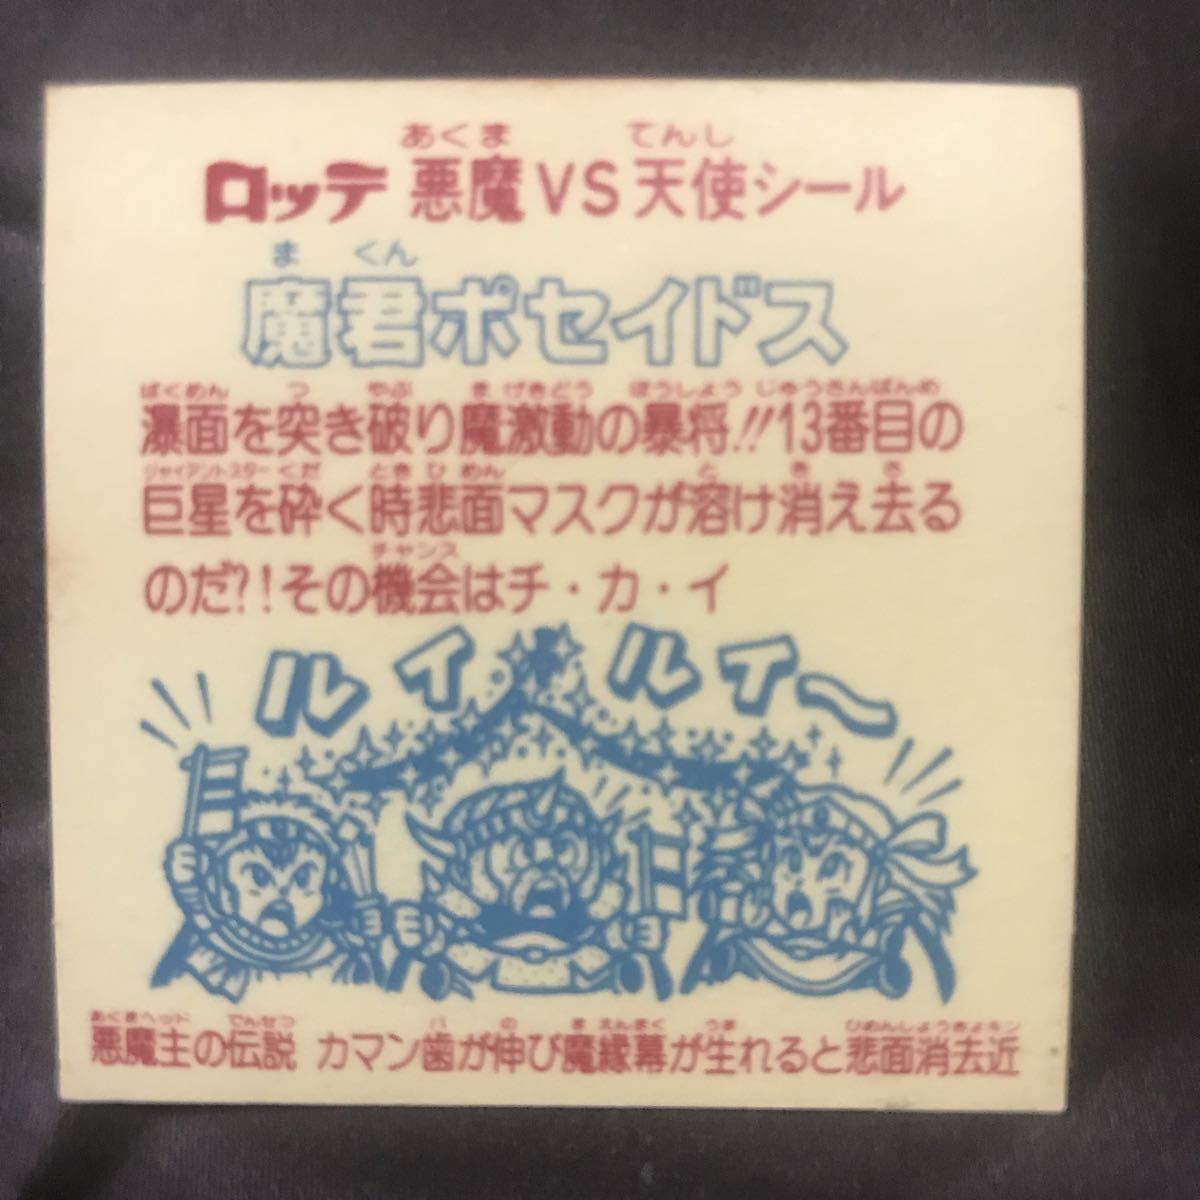 あくま てんし
ロッテ 悪魔VS天使シール
ま くん
魔君ポセイドス
ばくめん つ やぶ ま げきどう ぼうしょう じゅうさんばんめ
瀑面を突き破り魔激動の暴将!!13番目の
ジャイアントスター くだ とき ひ めん と き さ
巨星を砕く時悲面マスクが溶け消え去る
チャンス
のだ?!その機会はチ・カ・イ
ルイ・ルイ〜
あくまヘッド でんせつ バ の ま えんまく うま ひめんしょうきょキン
悪魔主の伝説 カマン歯が伸び魔縁幕が生れると悲面消去近